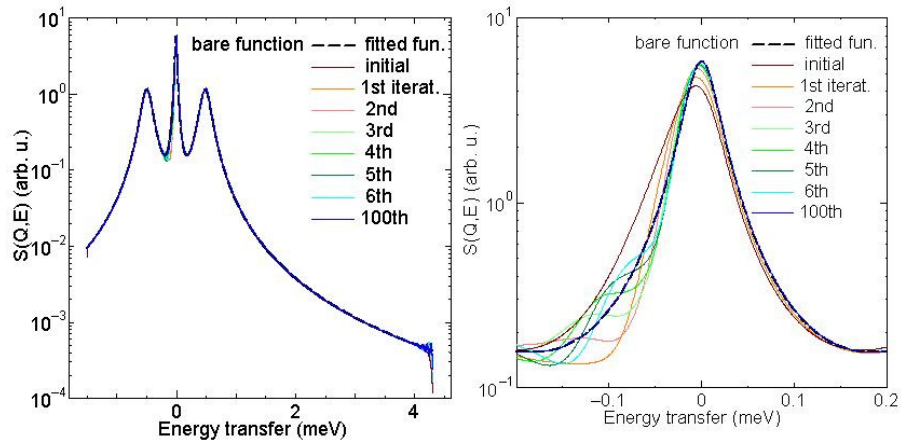 10¹
10⁰
10⁻¹
10⁻²
10⁻³
10⁻⁴
S(Q,E) (arb. u.)
bare function
fitted fun.
initial
1st iterat.
2nd
3rd
4th
5th
6th
100th
0
2
4
Energy transfer (meV)
10¹
10⁰
10⁻¹
S(Q,E) (arb. u.)
bare function
fitted fun.
initial
1st iterat.
2nd
3rd
4th
5th
6th
100th
−0.1
0
0.1
0.2
Energy transfer (meV)